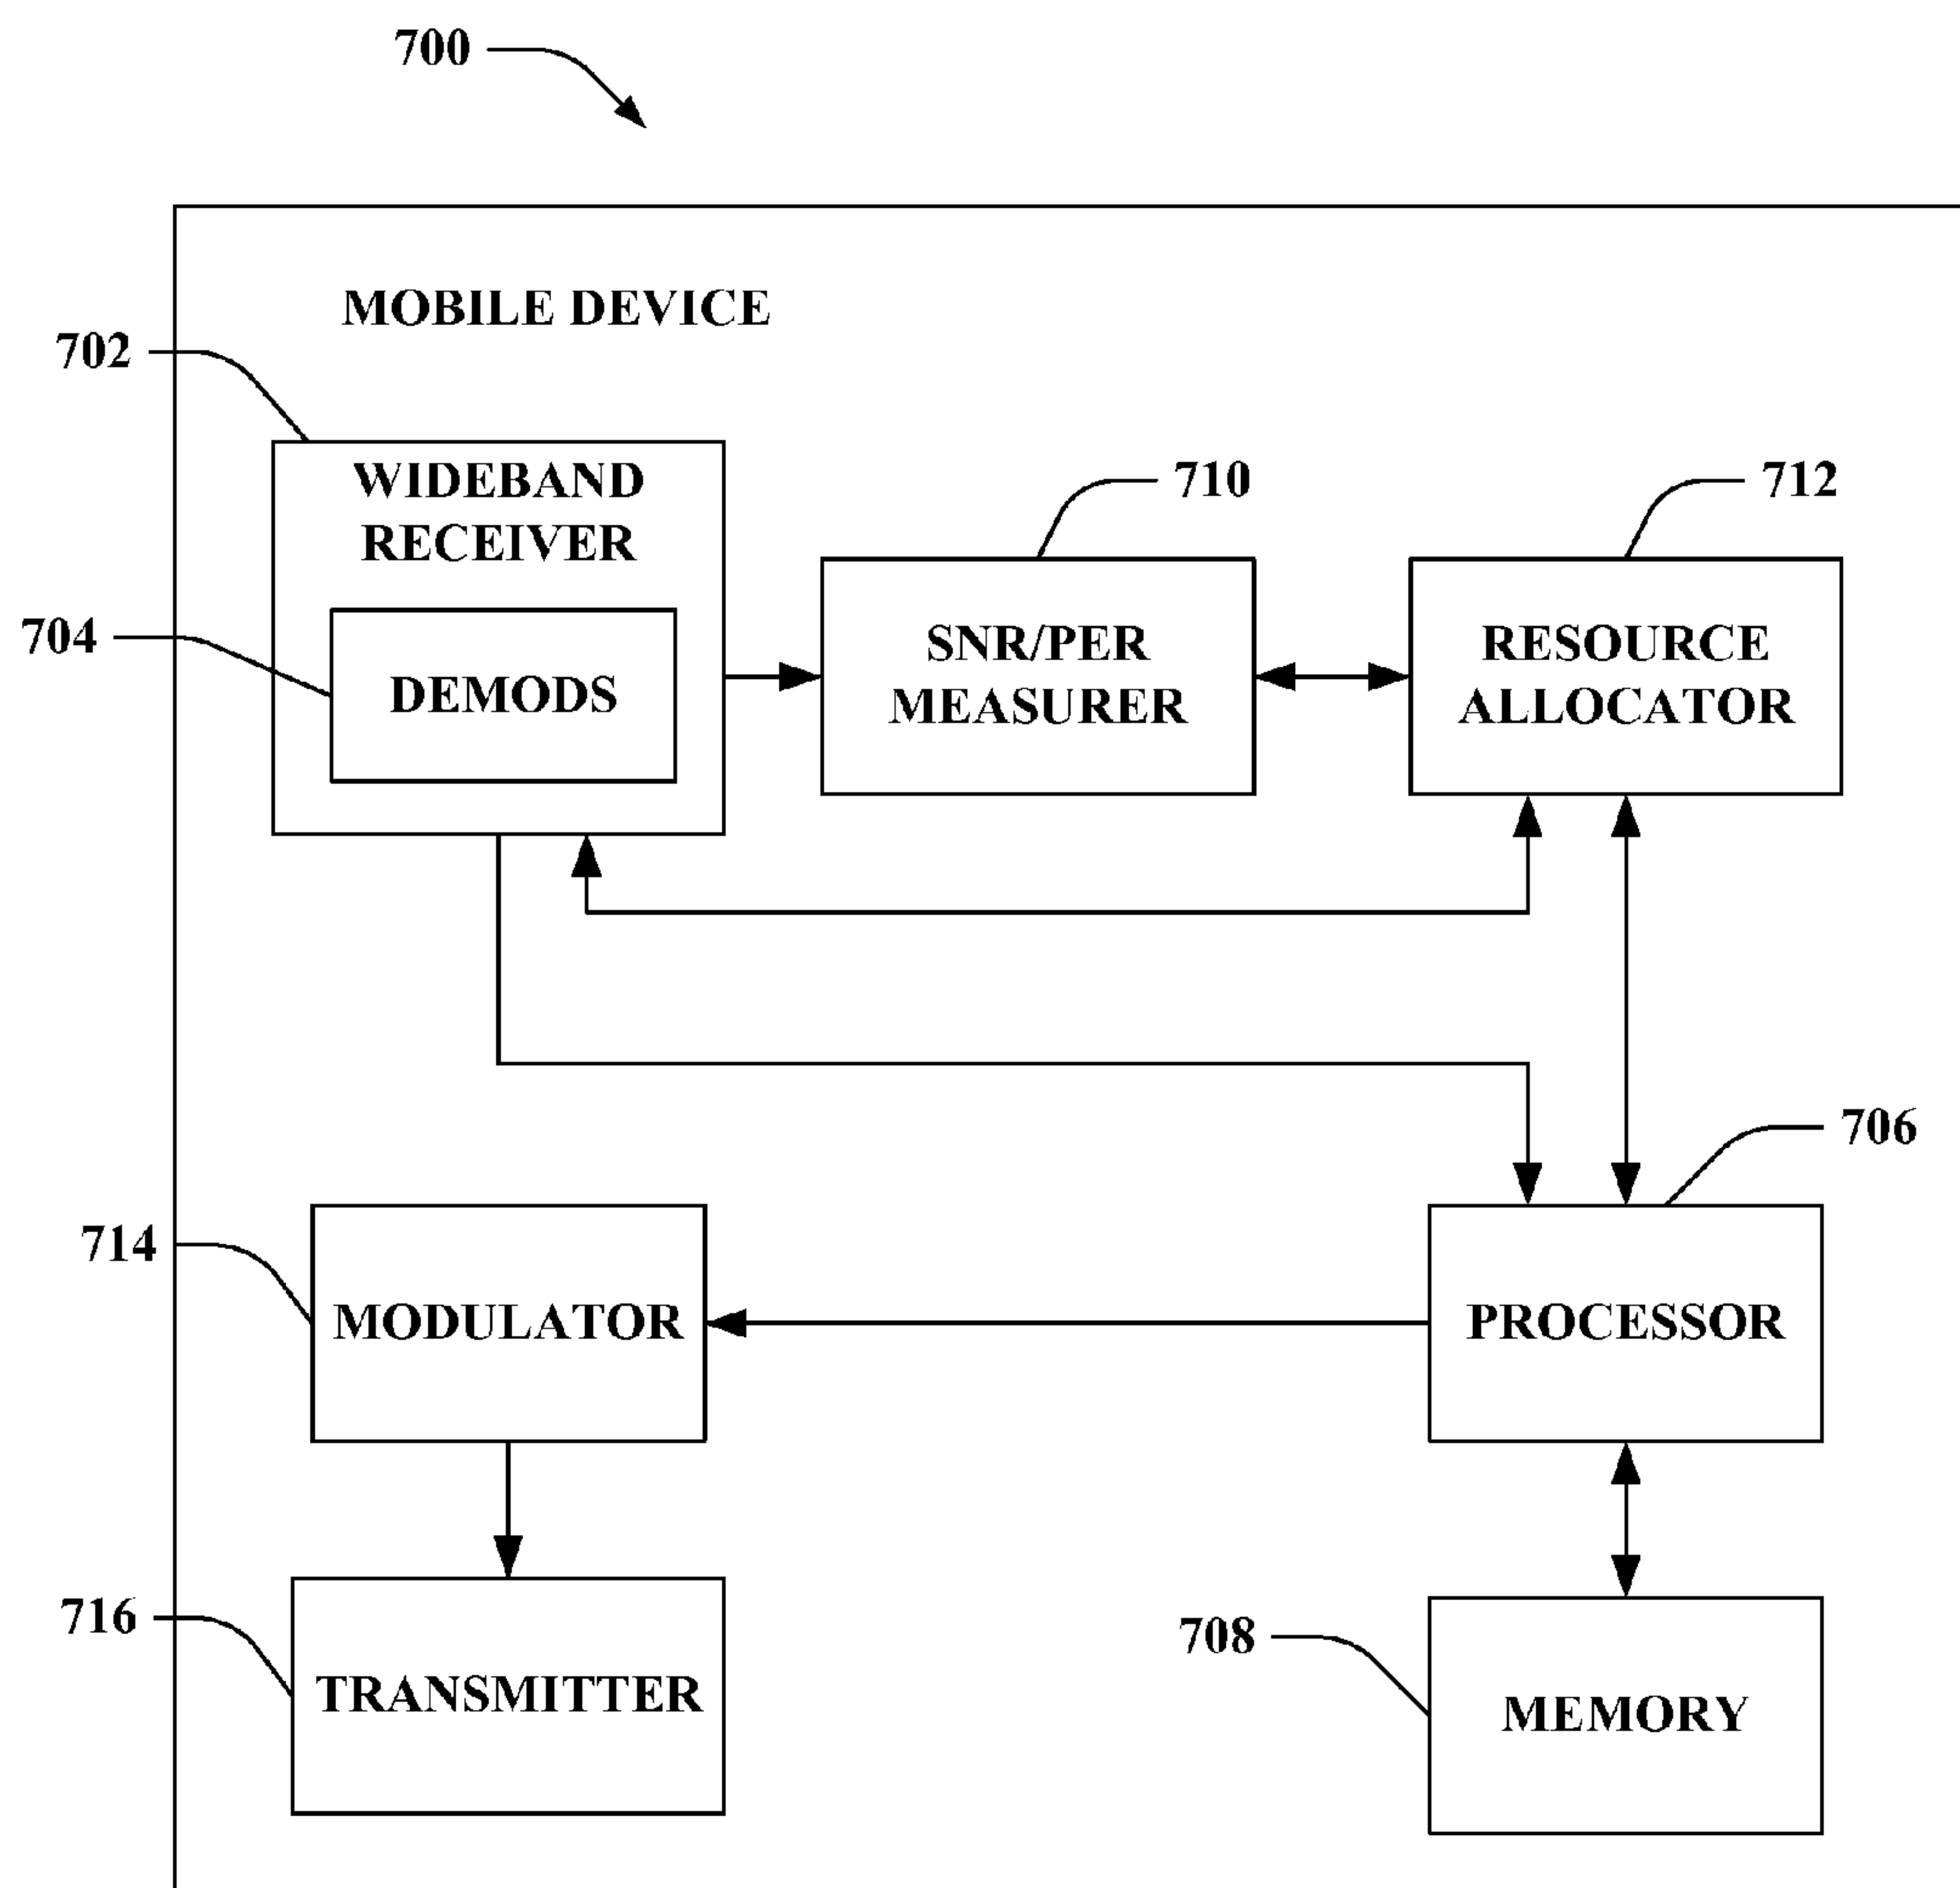 700
MOBILE DEVICE
702
WIDEBAND
RECEIVER
710
712
704
DEMODS
SNR/PER
MEASURER
RESOURCE
ALLOCATOR
706
714
MODULATOR
PROCESSOR
716
TRANSMITTER
708
MEMORY